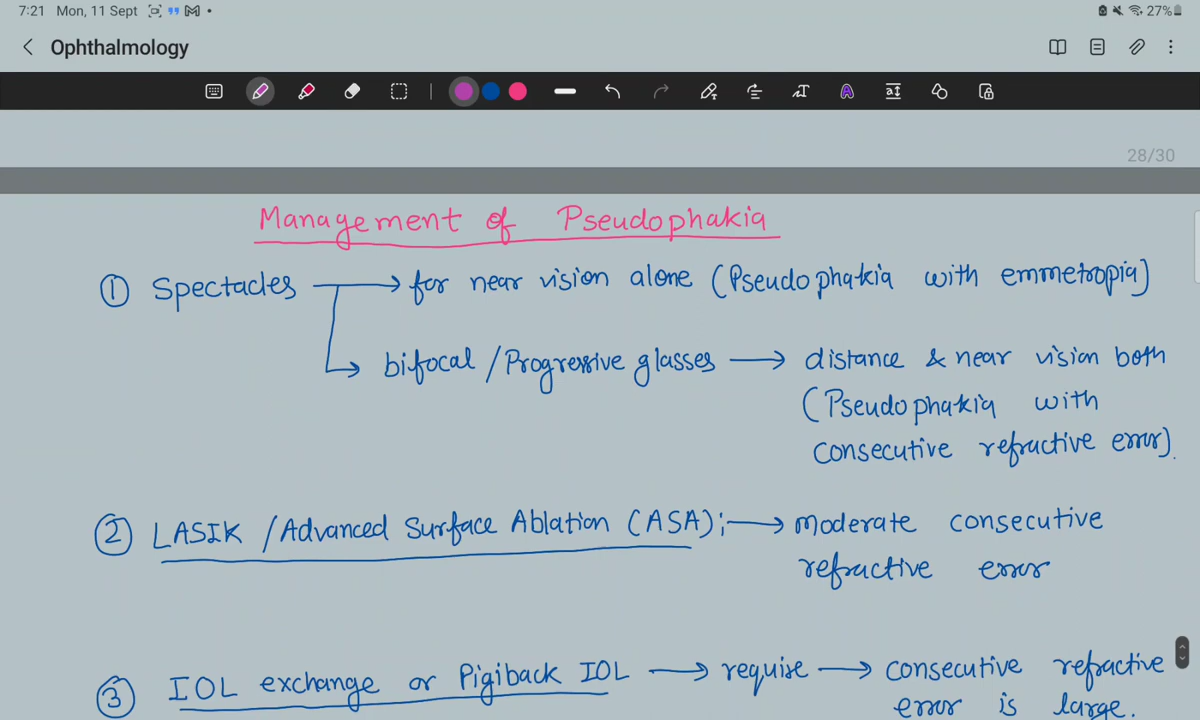 7:21 Mon, 11 Sept
27%
Ophthalmology
28/30
Management of Pseudophakia
① Spectacles → for near vision alone (Pseudophakia with emmetropia)
↳ bifocal / Progressive glasses → distance & near vision both
(Pseudophakia with
consecutive refractive error).
② LASIK / Advanced Surface Ablation (ASA);→ moderate consecutive
refractive error
③ IOL exchange or Pigiback IOL → require → consecutive refractive
error is large.